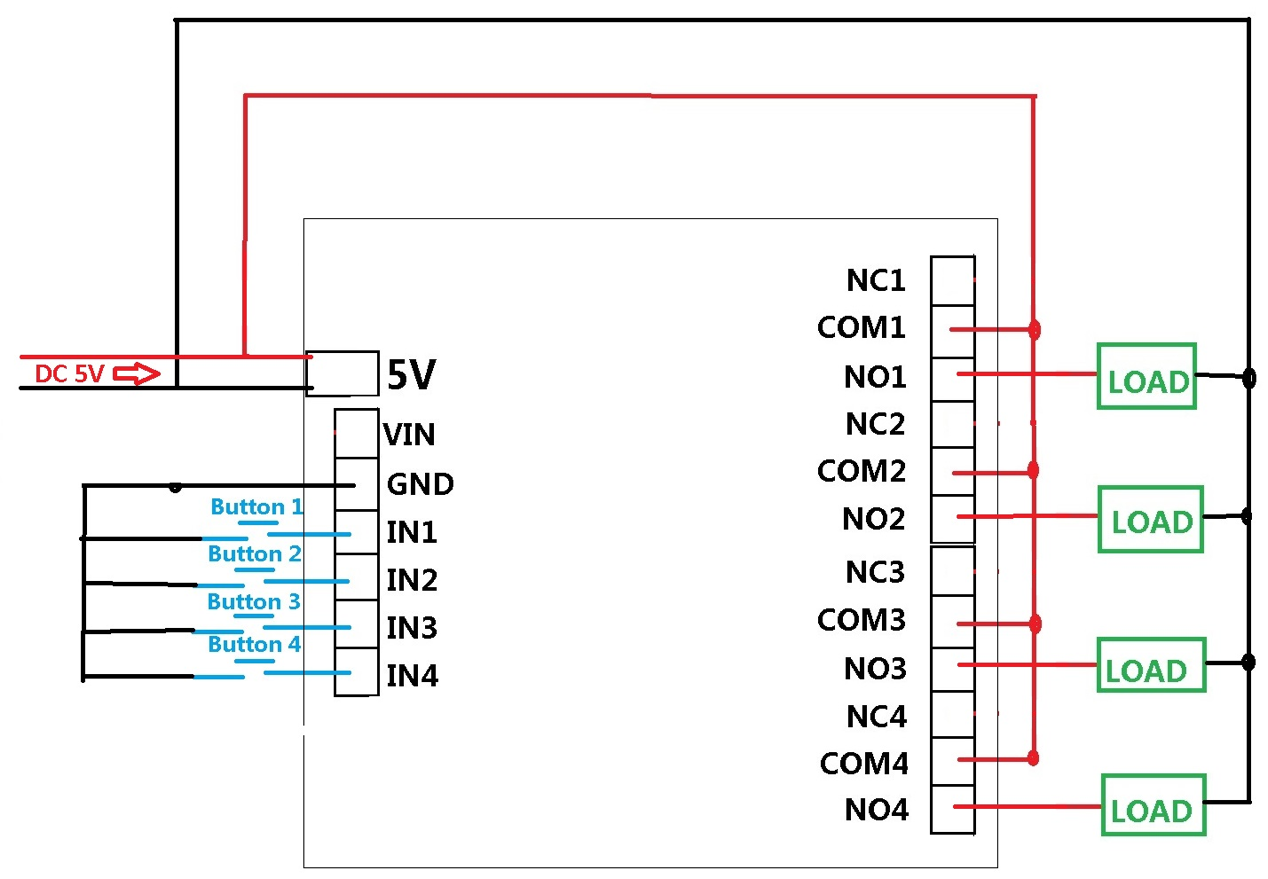 DC 5V
5V
VIN
GND
Button 1
IN1
Button 2
IN2
Button 3
IN3
Button 4
IN4
NC1
COM1
NO1
NC2
COM2
NO2
NC3
COM3
NO3
NC4
COM4
NO4
LOAD
LOAD
LOAD
LOAD